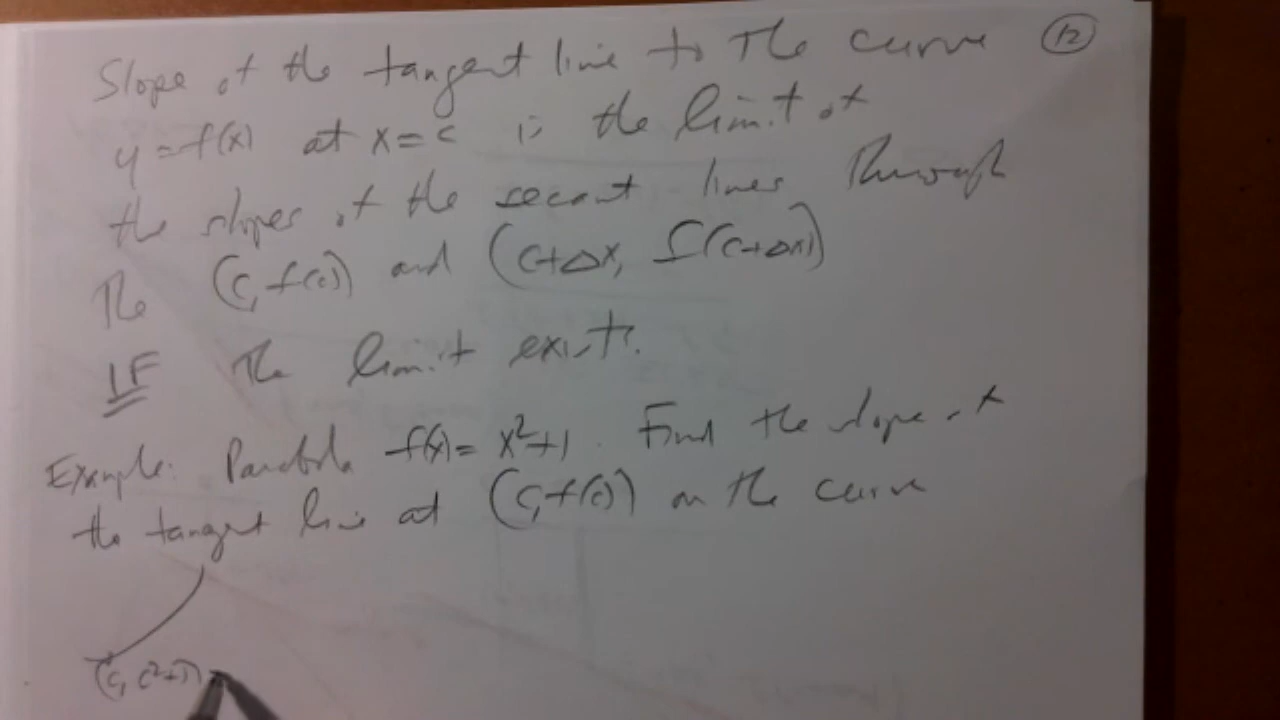 Slope of the tangent line to the curve (12)
y = f(x) at x = c is the limit of
the slopes of the secant lines through
the (c, f(c)) and (c+Δx, f(c+Δx))
IF the limit exists.
Example: Parabola f(x) = x²+1. Find the slope of
the tangent line at (c, f(c)) on the curve
(c, c²+1)